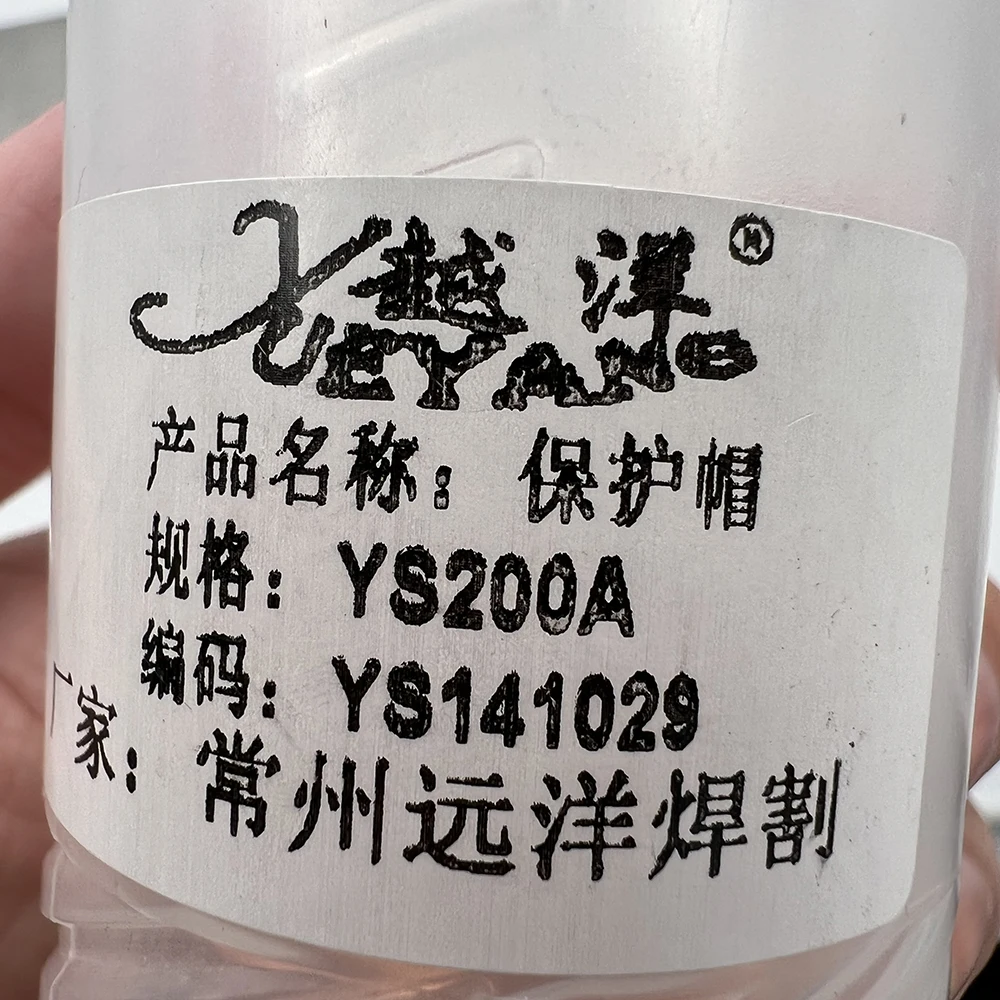 越洋®
YUEYANG
产品名称：保护帽
规格：YS200A
编码：YS141029
厂家：常州远洋焊割